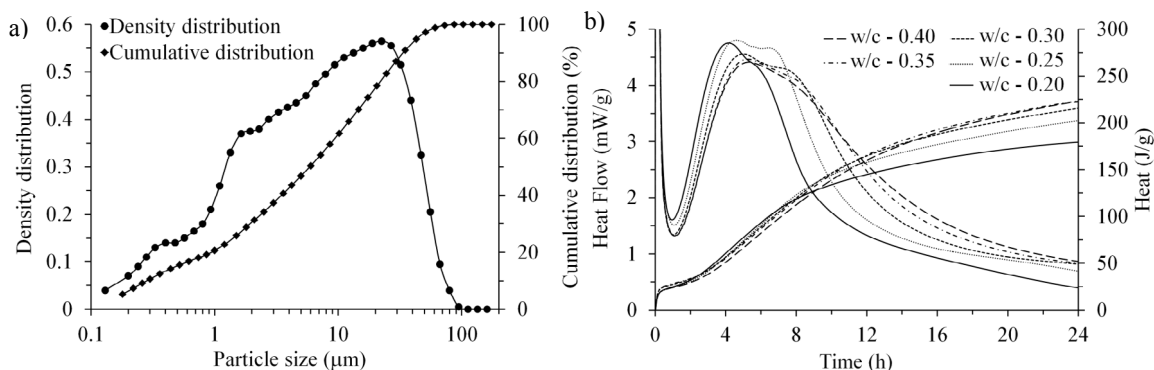 a)
Density distribution
Cumulative distribution
0.6
0.5
0.4
0.3
0.2
0.1
0
Density distribution
100
80
60
40
20
0
Cumulative distribution (%)
0.1 1 10 100
Particle size (μm)
b)
w/c - 0.40
w/c - 0.35
w/c - 0.30
w/c - 0.25
w/c - 0.20
5
4
3
2
1
0
Heat Flow (mW/g)
300
250
200
150
100
50
0
Heat (J/g)
0 4 8 12 16 20 24
Time (h)